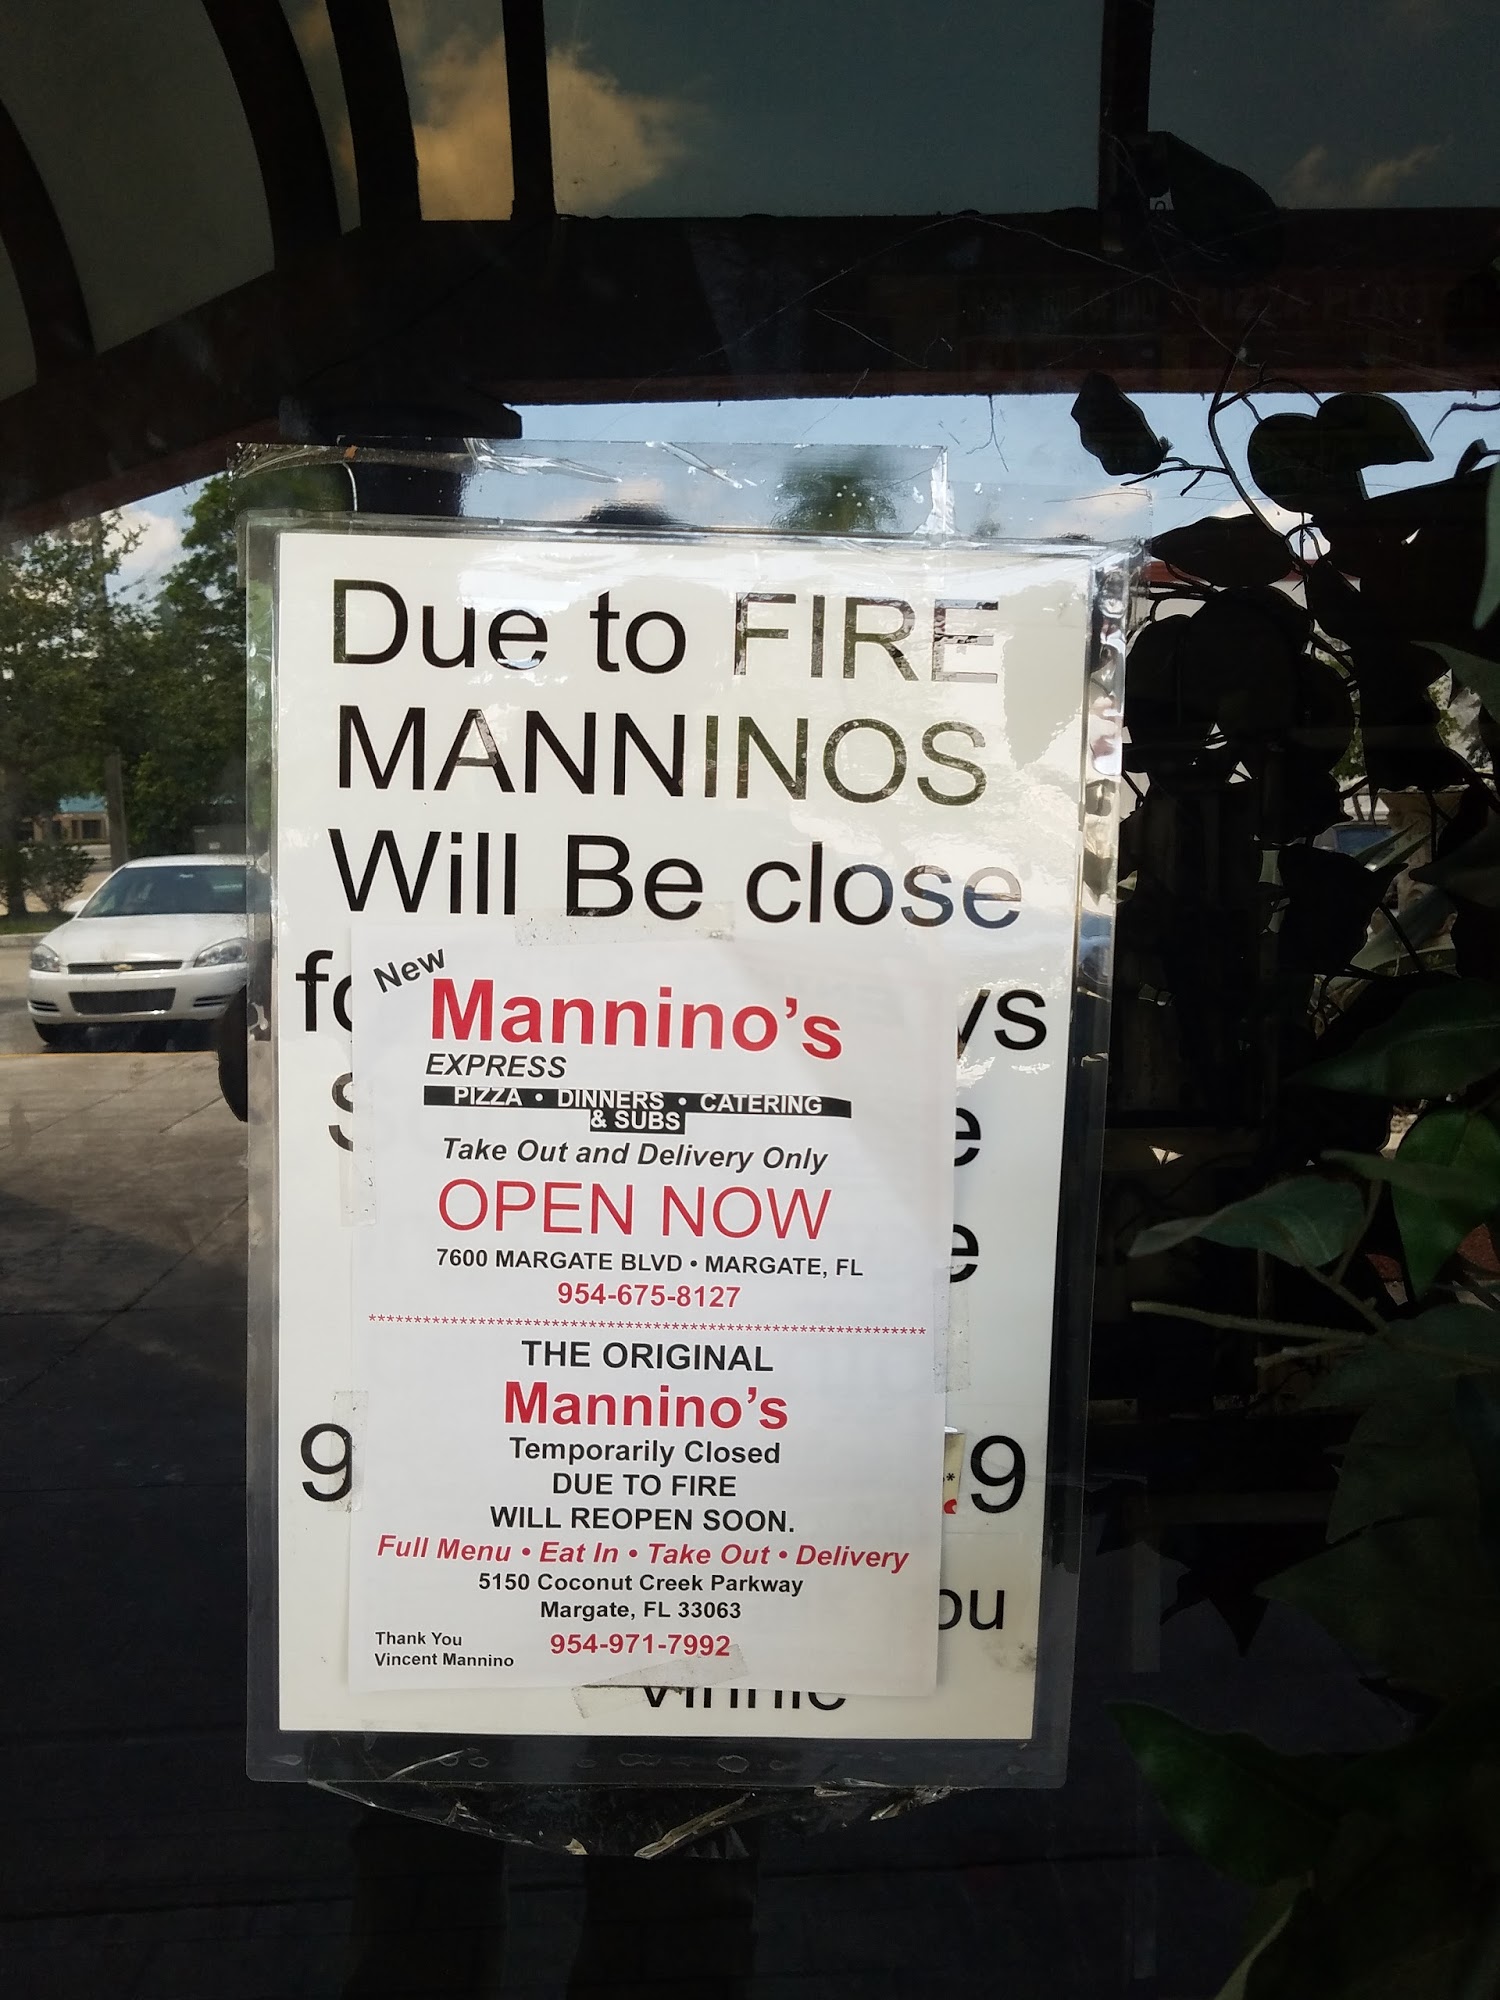 Due to FIRE
MANNINOS
Will Be close
New
Mannino's
EXPRESS
PIZZA • DINNERS • CATERING
& SUBS
Take Out and Delivery Only
OPEN NOW
7600 MARGATE BLVD • MARGATE, FL
954-675-8127
THE ORIGINAL
Mannino's
Temporarily Closed
DUE TO FIRE
WILL REOPEN SOON.
Full Menu • Eat In • Take Out • Delivery
5150 Coconut Creek Parkway
Margate, FL 33063
954-971-7992
Thank You
Vincent Mannino
Vinnie